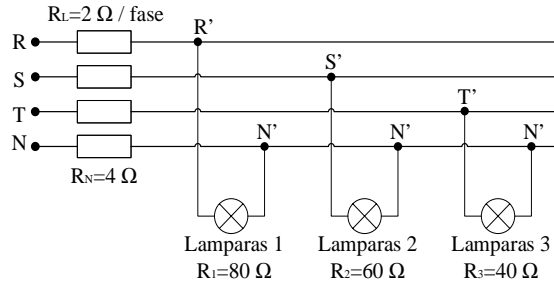 RL=2 Ω / fase
R R'
S S'
T T'
N N' N' N'
RN=4 Ω
Lamparas 1 Lamparas 2 Lamparas 3
R1=80 Ω R2=60 Ω R3=40 Ω